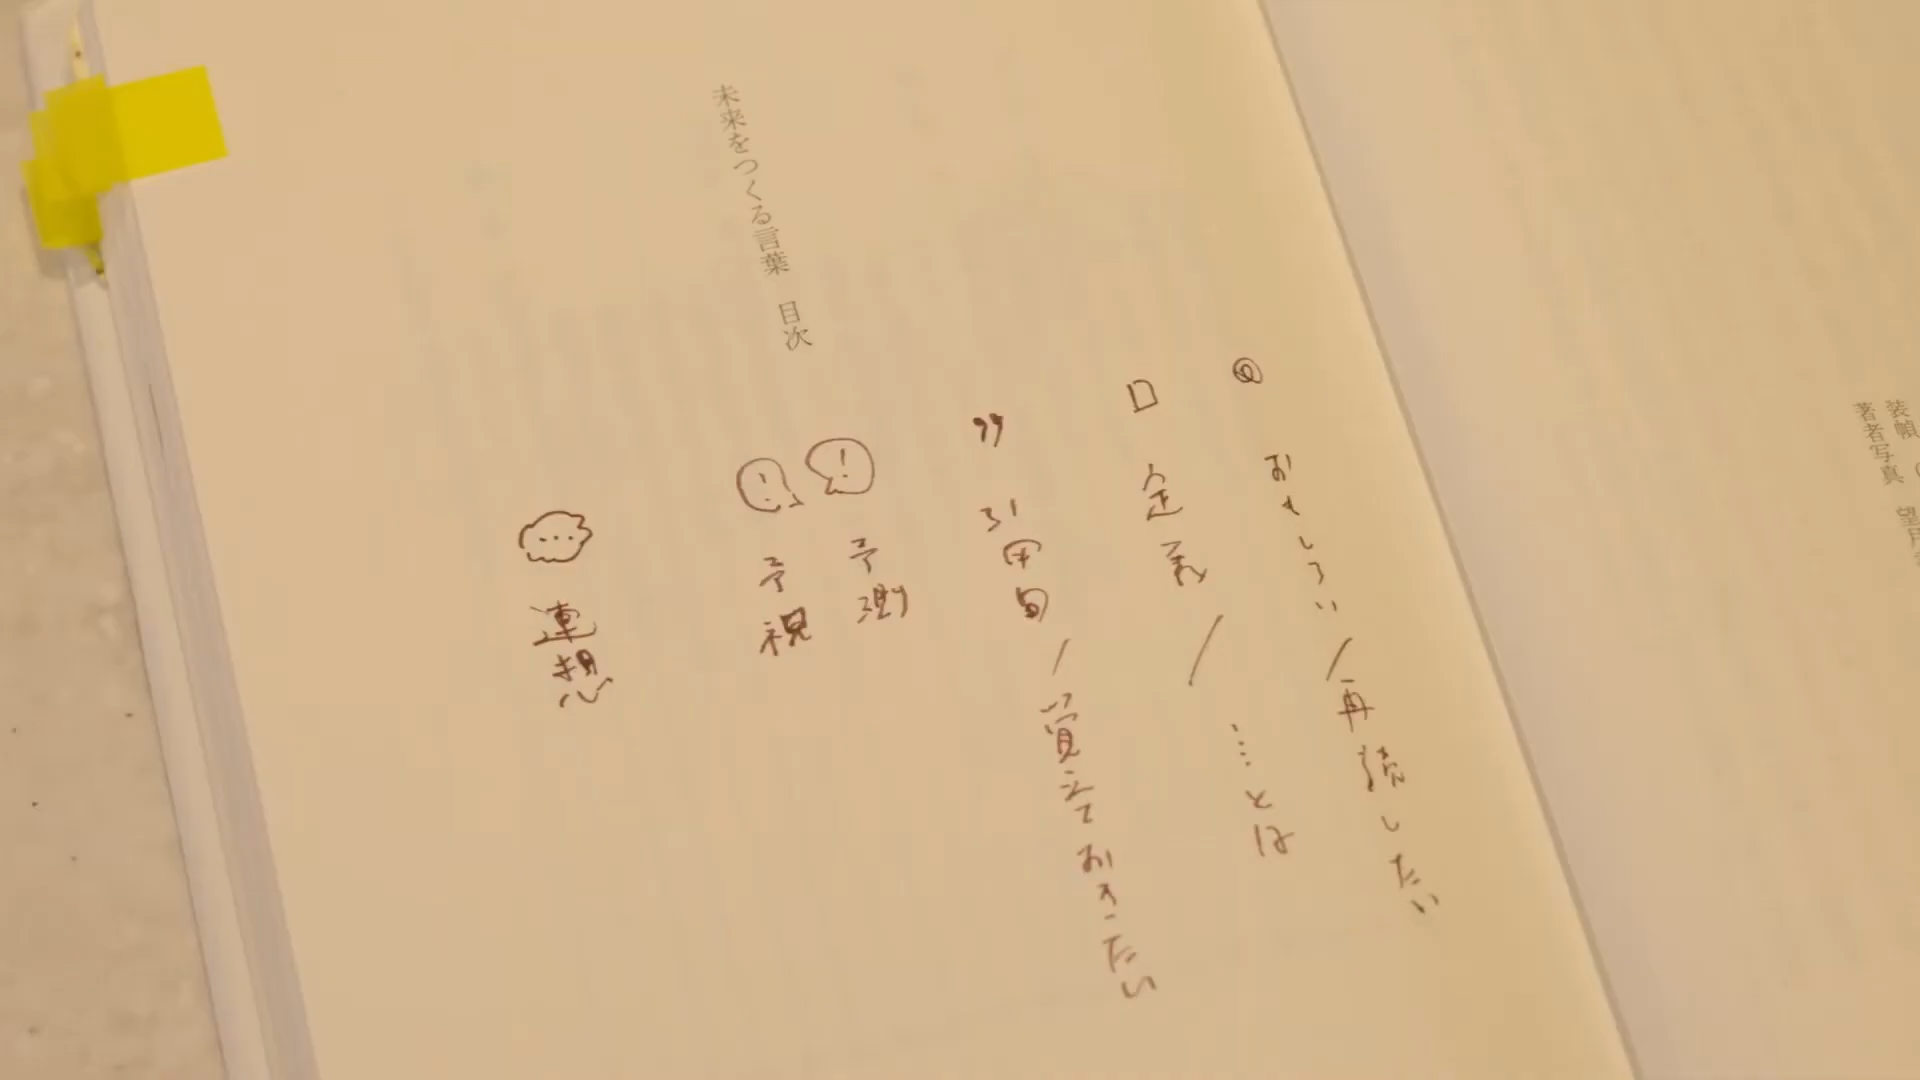 装幀
著者写真 望月
◎ おもしろい/再読したい
□ 定義/…とは
” 引用句/覚えておきたい
! 予測
! 予視
… 連想
未来をつくる言葉 目次